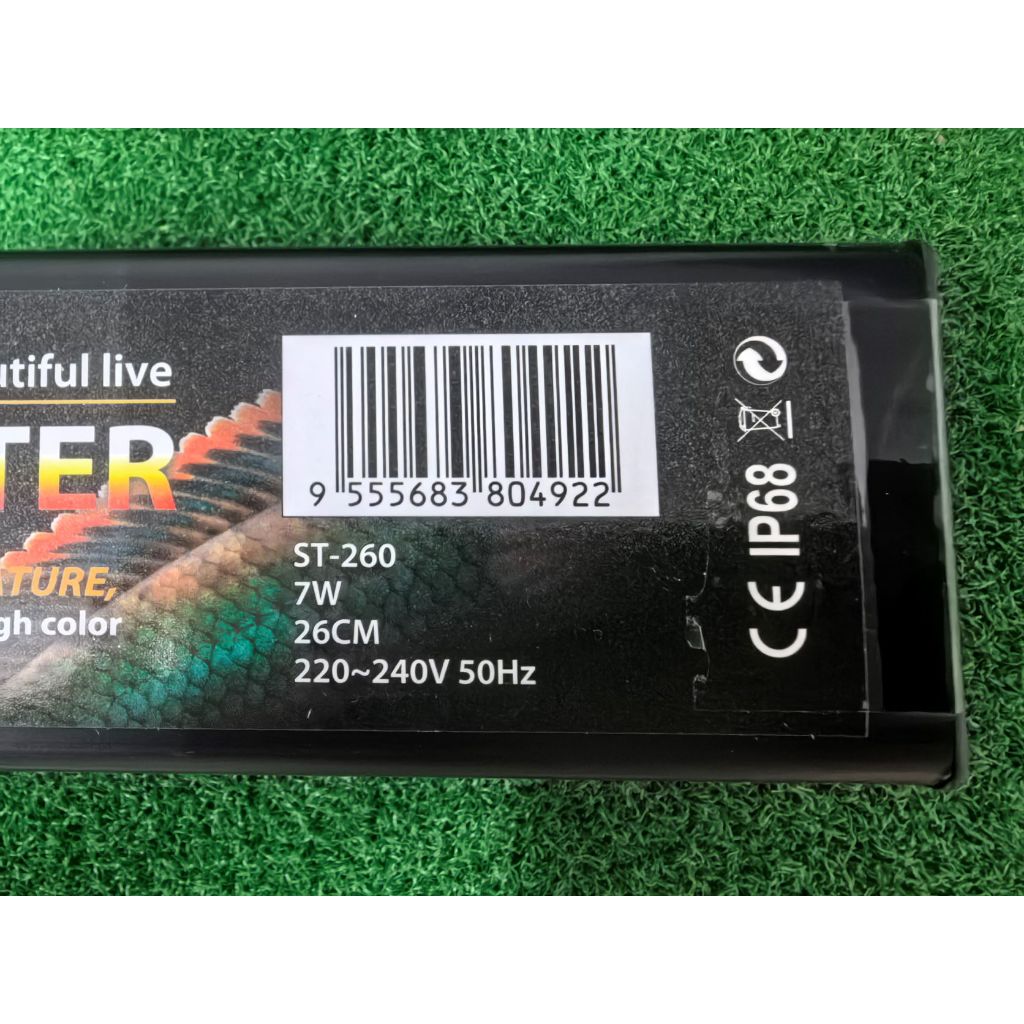 utiful live
TER
ATURE,
gh color
9 555683 804922
ST-260
7W
26CM
220~240V 50Hz
CE IP68